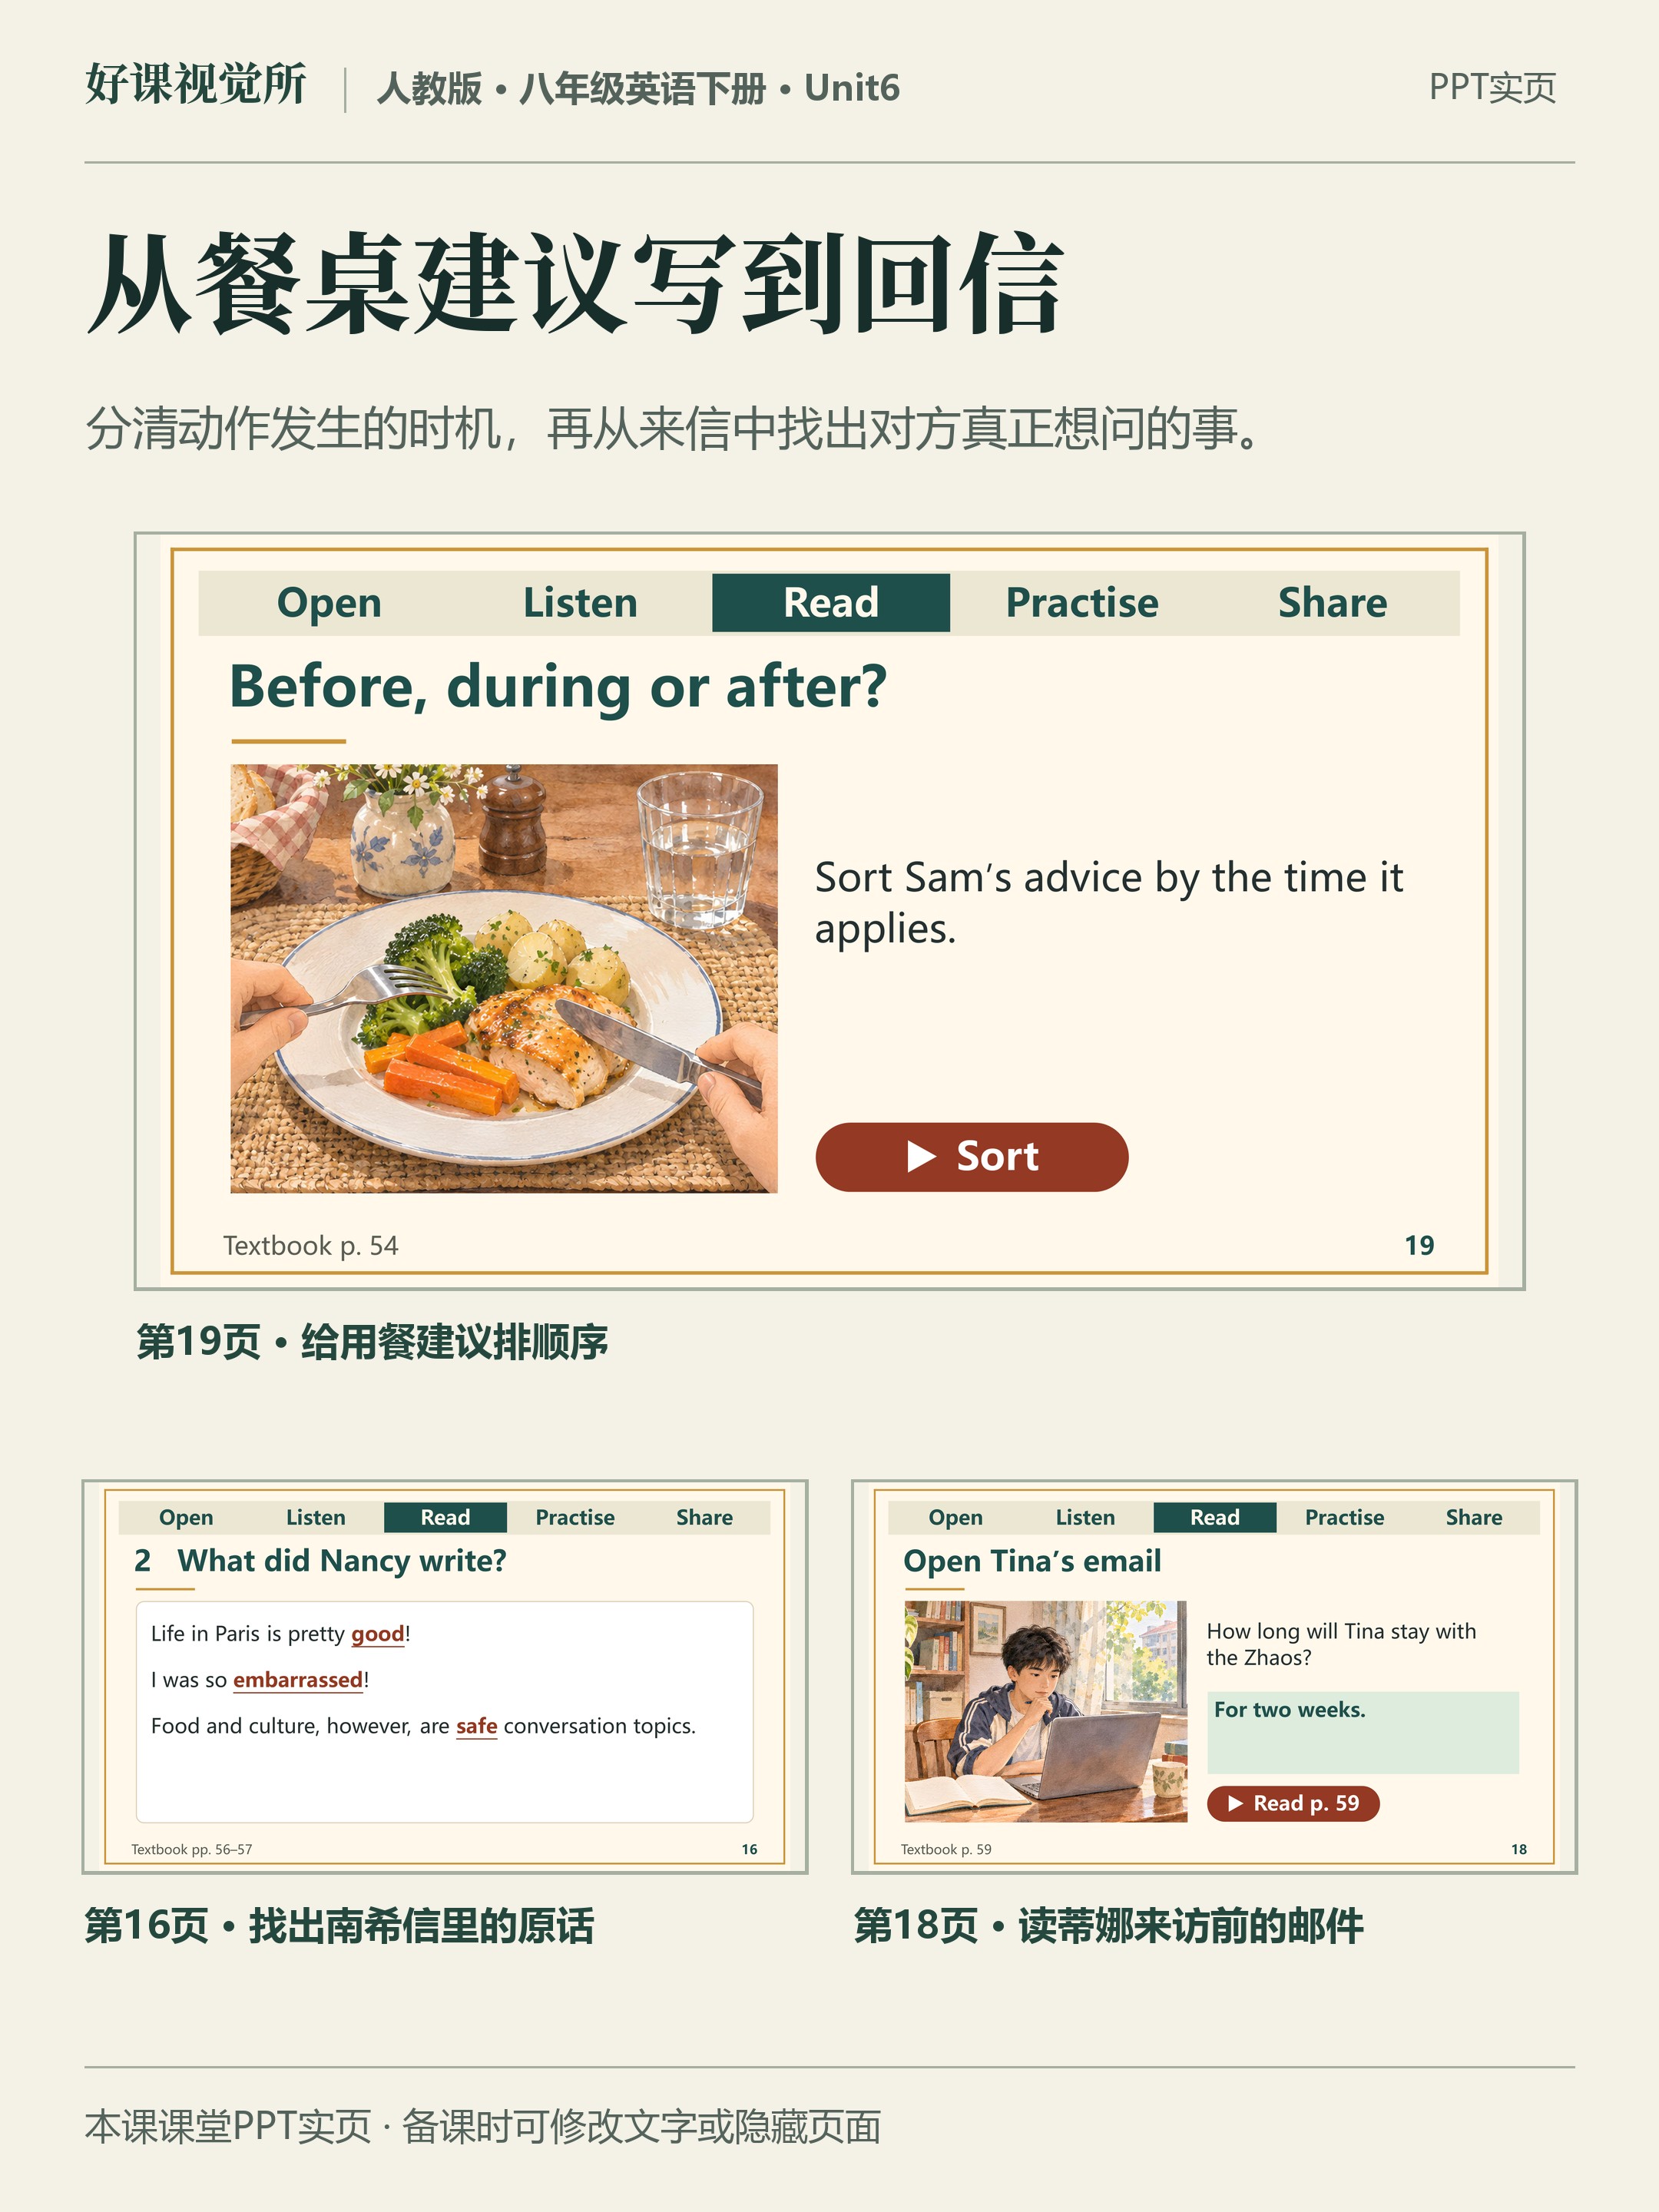 好课视觉所
人教版 • 八年级英语下册 • Unit6
PPT实页
从餐桌建议写到回信
分清动作发生的时机，再从来信中找出对方真正想问的事。
Open Listen Read Practise Share
Before, during or after?
Sort Sam’s advice by the time it
applies.
▶ Sort
Textbook p. 54
19
第19页 • 给用餐建议排顺序
Open Listen Read Practise Share
2 What did Nancy write?
Life in Paris is pretty good!
I was so embarrassed!
Food and culture, however, are safe conversation topics.
Textbook pp. 56–57
16
第16页 • 找出南希信里的原话
Open Listen Read Practise Share
Open Tina’s email
How long will Tina stay with
the Zhaos?
For two weeks.
▶ Read p. 59
Textbook p. 59
18
第18页 • 读蒂娜来访前的邮件
本课课堂PPT实页 · 备课时可修改文字或隐藏页面